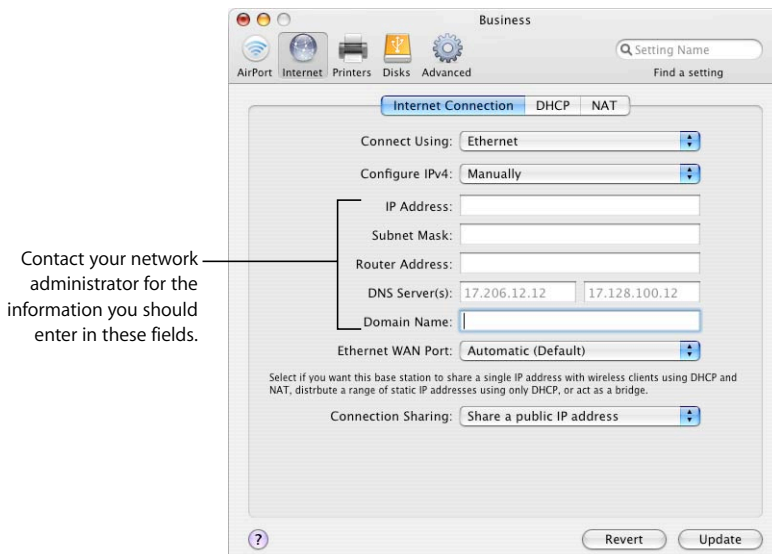 Business
Setting Name
AirPort Internet Printers Disks Advanced Find a setting
Internet Connection DHCP NAT
Connect Using: Ethernet
Configure IPv4: Manually
IP Address:
Subnet Mask:
Router Address:
DNS Server(s): 17.206.12.12 17.128.100.12
Domain Name:
Ethernet WAN Port: Automatic (Default)
Select if you want this base station to share a single IP address with wireless clients using DHCP and
NAT, distrbute a range of static IP addresses using only DHCP, or act as a bridge.
Connection Sharing: Share a public IP address
? Revert Update
Contact your network
administrator for the
information you should
enter in these fields.